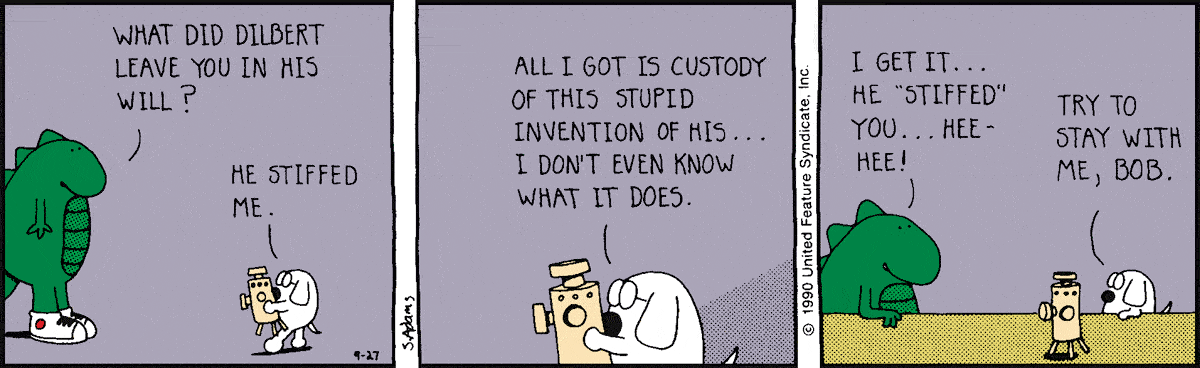 WHAT DID DILBERT
LEAVE YOU IN HIS
WILL?
HE STIFFED
ME.
9-27
S.Adams
ALL I GOT IS CUSTODY
OF THIS STUPID
INVENTION OF HIS...
I DON'T EVEN KNOW
WHAT IT DOES.
© 1990 United Feature Syndicate, Inc.
I GET IT...
HE "STIFFED"
YOU...HEE-
HEE!
TRY TO
STAY WITH
ME, BOB.